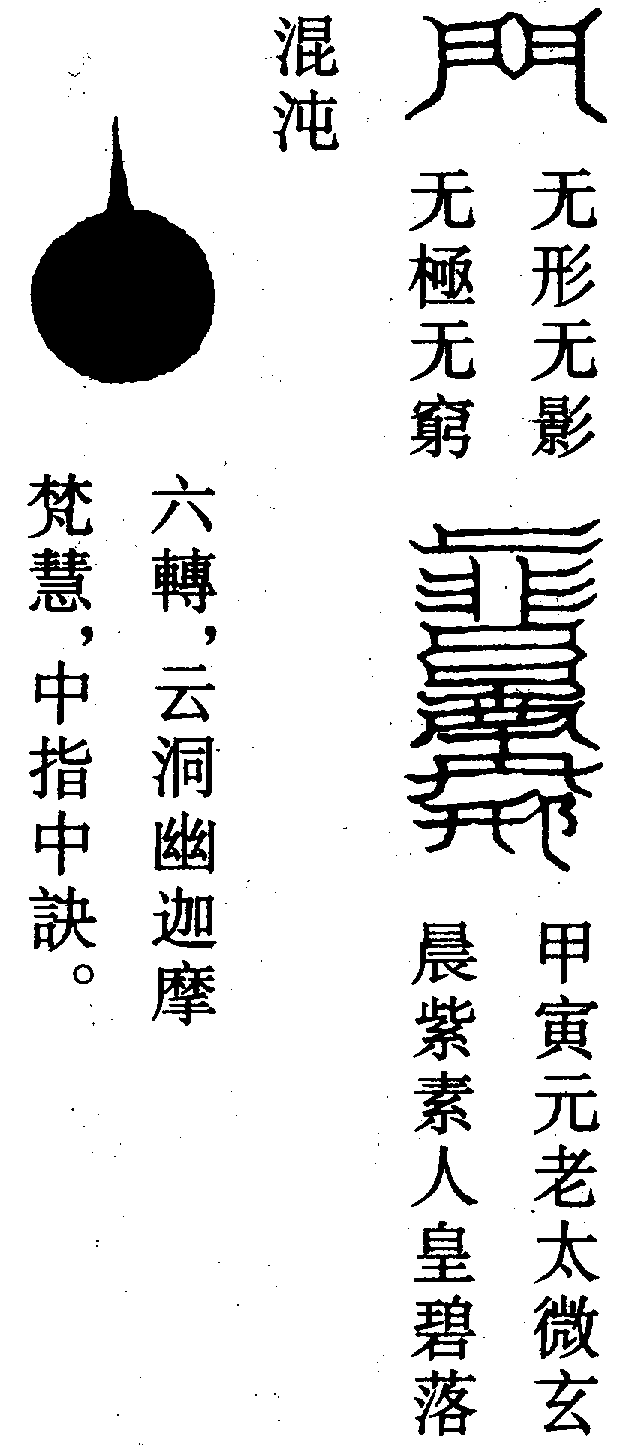 門
无形无影
无極无窮
甲寅元老太微玄
晨紫素人皇碧落
混沌
六轉，云洞幽迦摩
梵慧，中指中訣。